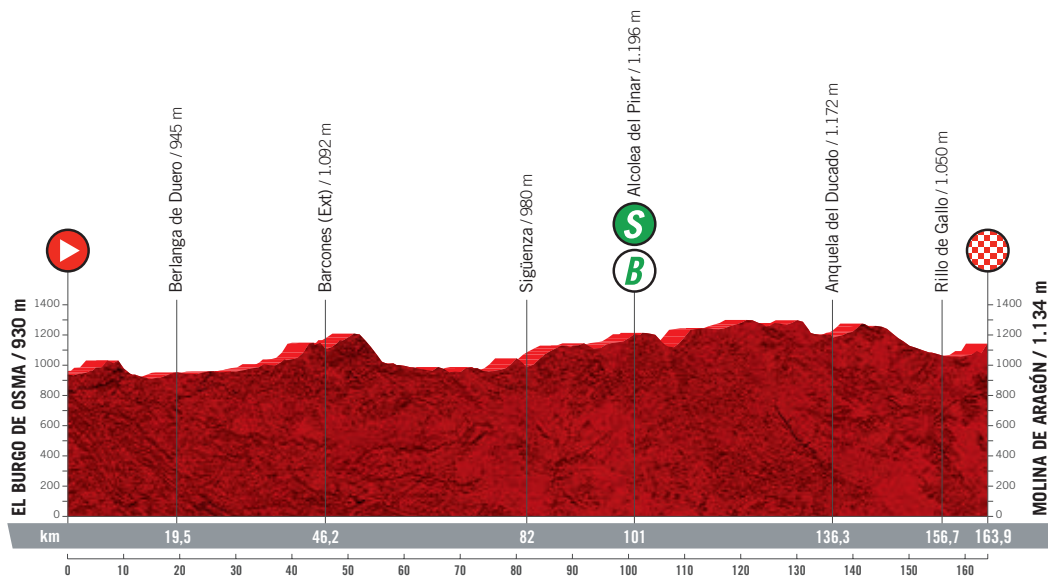 EL BURGO DE OSMA / 930 m
Berlanga de Duero / 945 m
Barcones (Ext) / 1.092 m
Sigüenza / 980 m
Alcolea del Pinar / 1.196 m
S
B
Anquela del Ducado / 1.172 m
Rillo de Gallo / 1.050 m
MOLINA DE ARAGÓN / 1.134 m
1400 1400
1200 1200
1000 1000
800 800
600 600
400 400
200 200
0 0
km 19,5 46,2 82 101 136,3 156,7 163,9
0 10 20 30 40 50 60 70 80 90 100 110 120 130 140 150 160